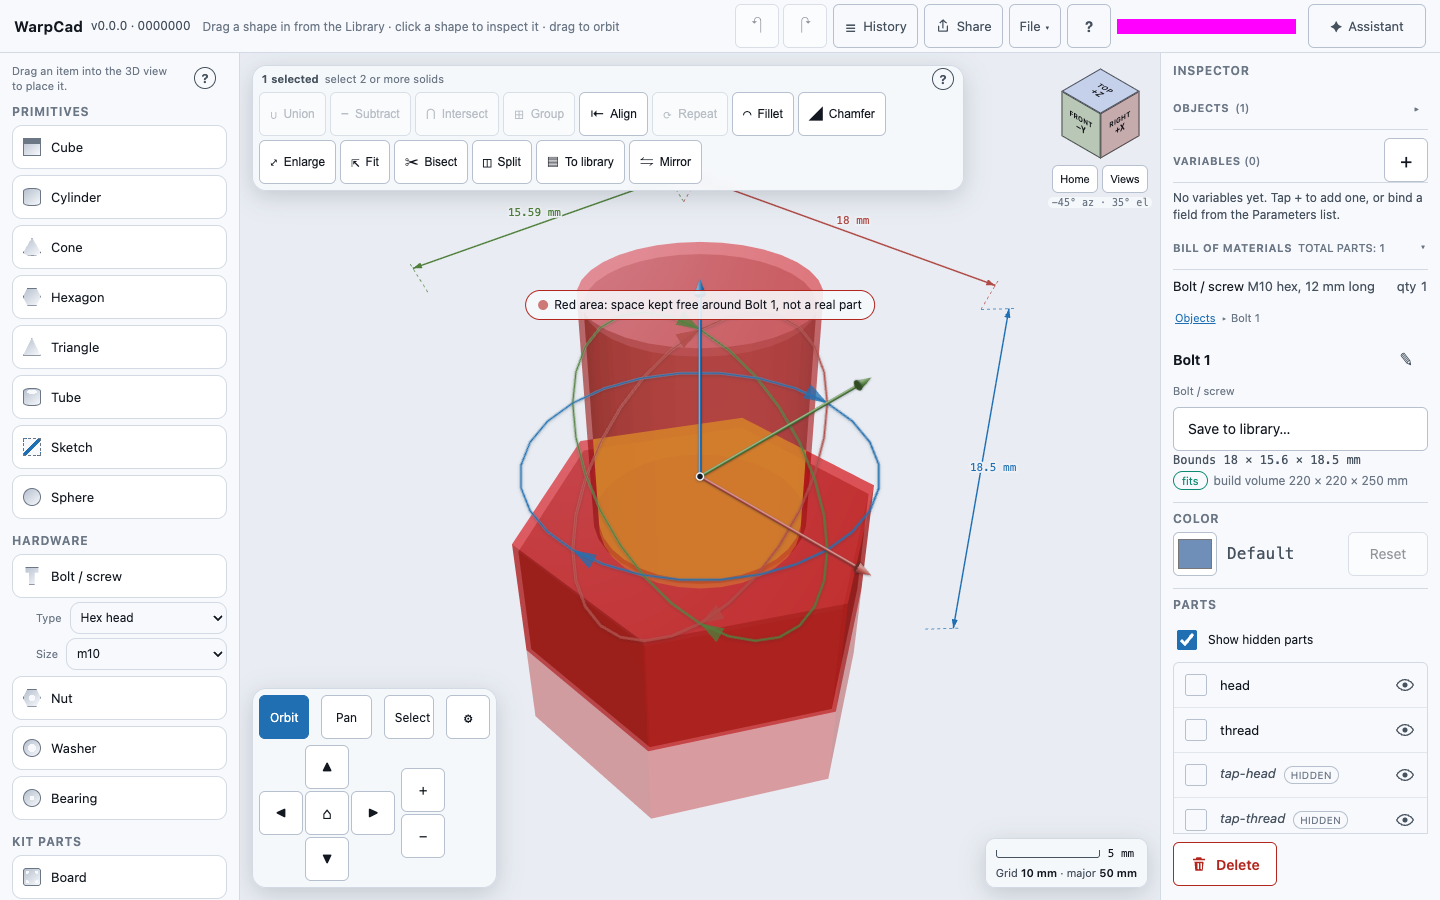 WarpCad v0.0.0 · 0000000 Drag a shape in from the Library · click a shape to inspect it · drag to orbit
History Share File ? Assistant
Drag an item into the 3D view
to place it.
?
PRIMITIVES
Cube
Cylinder
Cone
Hexagon
Triangle
Tube
Sketch
Sphere
HARDWARE
Bolt / screw
Type Hex head
Size m10
Nut
Washer
Bearing
KIT PARTS
Board
1 selected select 2 or more solids
?
Union Subtract Intersect Group Align Repeat Fillet Chamfer
Enlarge Fit Bisect Split To library Mirror
15.59 mm
18 mm
Red area: space kept free around Bolt 1, not a real part
18.5 mm
TOP
+Z
FRONT
−Y
RIGHT
+X
Home Views
−45° az · 35° el
Orbit Pan Select
+
−
5 mm
Grid 10 mm · major 50 mm
INSPECTOR
OBJECTS (1)
VARIABLES (0)
+
No variables yet. Tap + to add one, or bind a
field from the Parameters list.
BILL OF MATERIALS TOTAL PARTS: 1
Bolt / screw M10 hex, 12 mm long qty 1
Objects ‣ Bolt 1
Bolt 1
Bolt / screw
Save to library…
Bounds 18 × 15.6 × 18.5 mm
fits build volume 220 × 220 × 250 mm
COLOR
Default Reset
PARTS
Show hidden parts
head
thread
tap-head HIDDEN
tap-thread HIDDEN
Delete